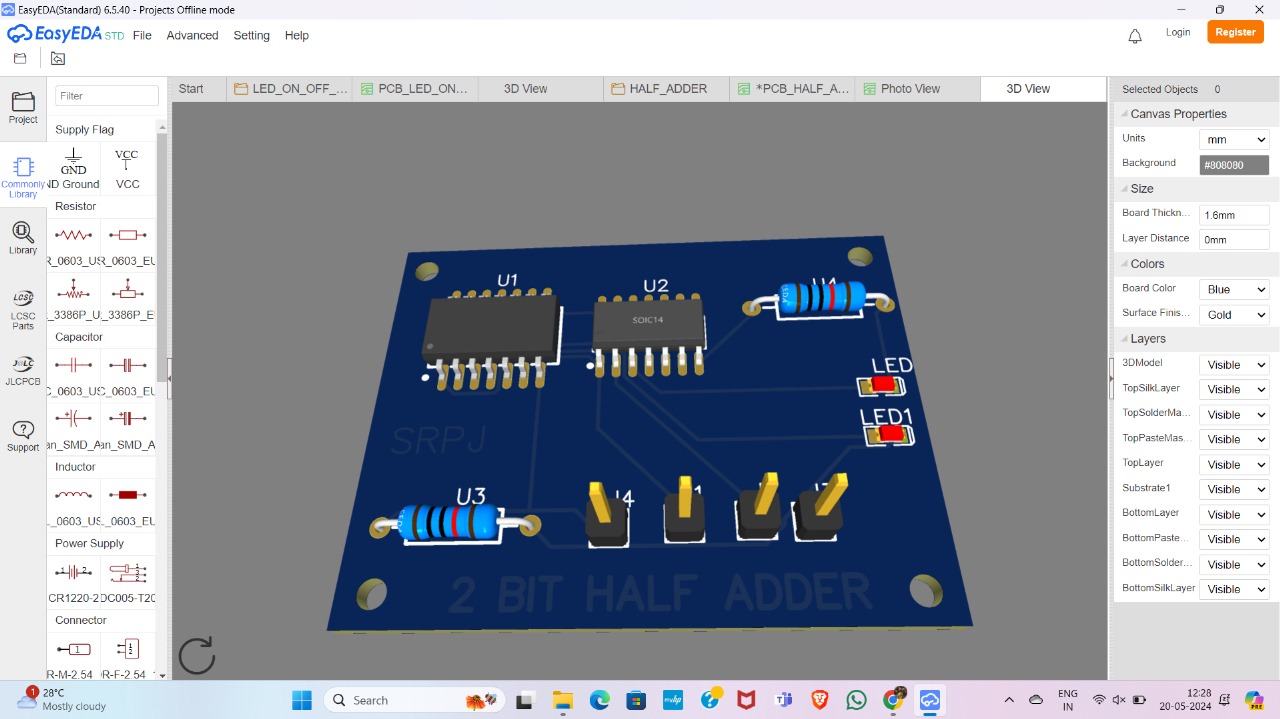 EasyEDA(Standard) 6.5.40 - Projects Offline mode
EasyEDA STD File Advanced Setting Help
Login Register
Start LED_ON_OFF_... PCB_LED_ON... 3D View HALF_ADDER *PCB_HALF_A... Photo View 3D View
Project
Commonly
Library
Library
LCSC
LCSC
Parts
JLCPCB
Support
Filter
Supply Flag
GND VCC
ND Ground VCC
Resistor
R_0603_US R_0603_EU
_3386P_U _3386P_E
Capacitor
C_0603_US _0603_EU
an_SMD_A an_SMD_A
Inductor
_0603_US _0603_EU
Power Supply
CR1220-2 DC005-T20
Connector
R-M-2.54 R-F-2.54
U1
U2
SOIC14
U4
LED
LED1
SRPJ
U3
2 BIT HALF ADDER
Selected Objects 0
Canvas Properties
Units mm
Background #808080
Size
Board Thickn... 1.6mm
Layer Distance 0mm
Colors
Board Color Blue
Surface Finis... Gold
Layers
3DModel Visible
TopSilkLayer Visible
TopSolderMa... Visible
TopPasteMas... Visible
TopLayer Visible
Substrate1 Visible
BottomLayer Visible
BottomPaste... Visible
BottomSolder... Visible
BottomSilkLayer Visible
1
28°C
Mostly cloudy
Search
myhp
ENG
IN
12:28
20-05-2024
PRE